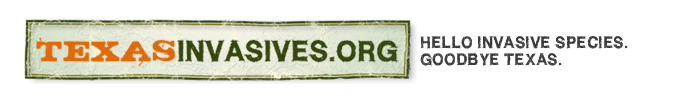 TEXASINVASIVES.ORG
HELLO INVASIVE SPECIES.
GOODBYE TEXAS.